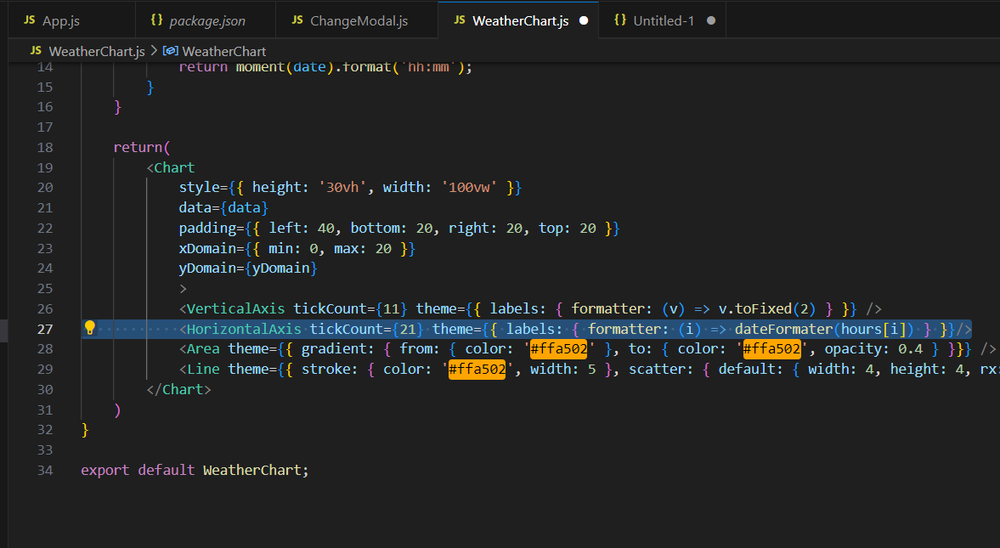 JS App.js {} package.json JS ChangeModal.js JS WeatherChart.js {} Untitled-1
JS WeatherChart.js > WeatherChart
14 return moment(date).format('hh:mm');
15 }
16 }
17
18 return(
19 <Chart
20 style={{ height: '30vh', width: '100vw' }}
21 data={data}
22 padding={{ left: 40, bottom: 20, right: 20, top: 20 }}
23 xDomain={{ min: 0, max: 20 }}
24 yDomain={yDomain}
25 >
26 <VerticalAxis tickCount={11} theme={{ labels: { formatter: (v) => v.toFixed(2) } }} />
27 <HorizontalAxis tickCount={21} theme={{ labels: { formatter: (i) => dateFormater(hours[i]) } }}/>
28 <Area theme={{ gradient: { from: { color: '#ffa502' }, to: { color: '#ffa502', opacity: 0.4 } }}} />
29 <Line theme={{ stroke: { color: '#ffa502', width: 5 }, scatter: { default: { width: 4, height: 4, rx:
30 </Chart>
31 )
32 }
33
34 export default WeatherChart;